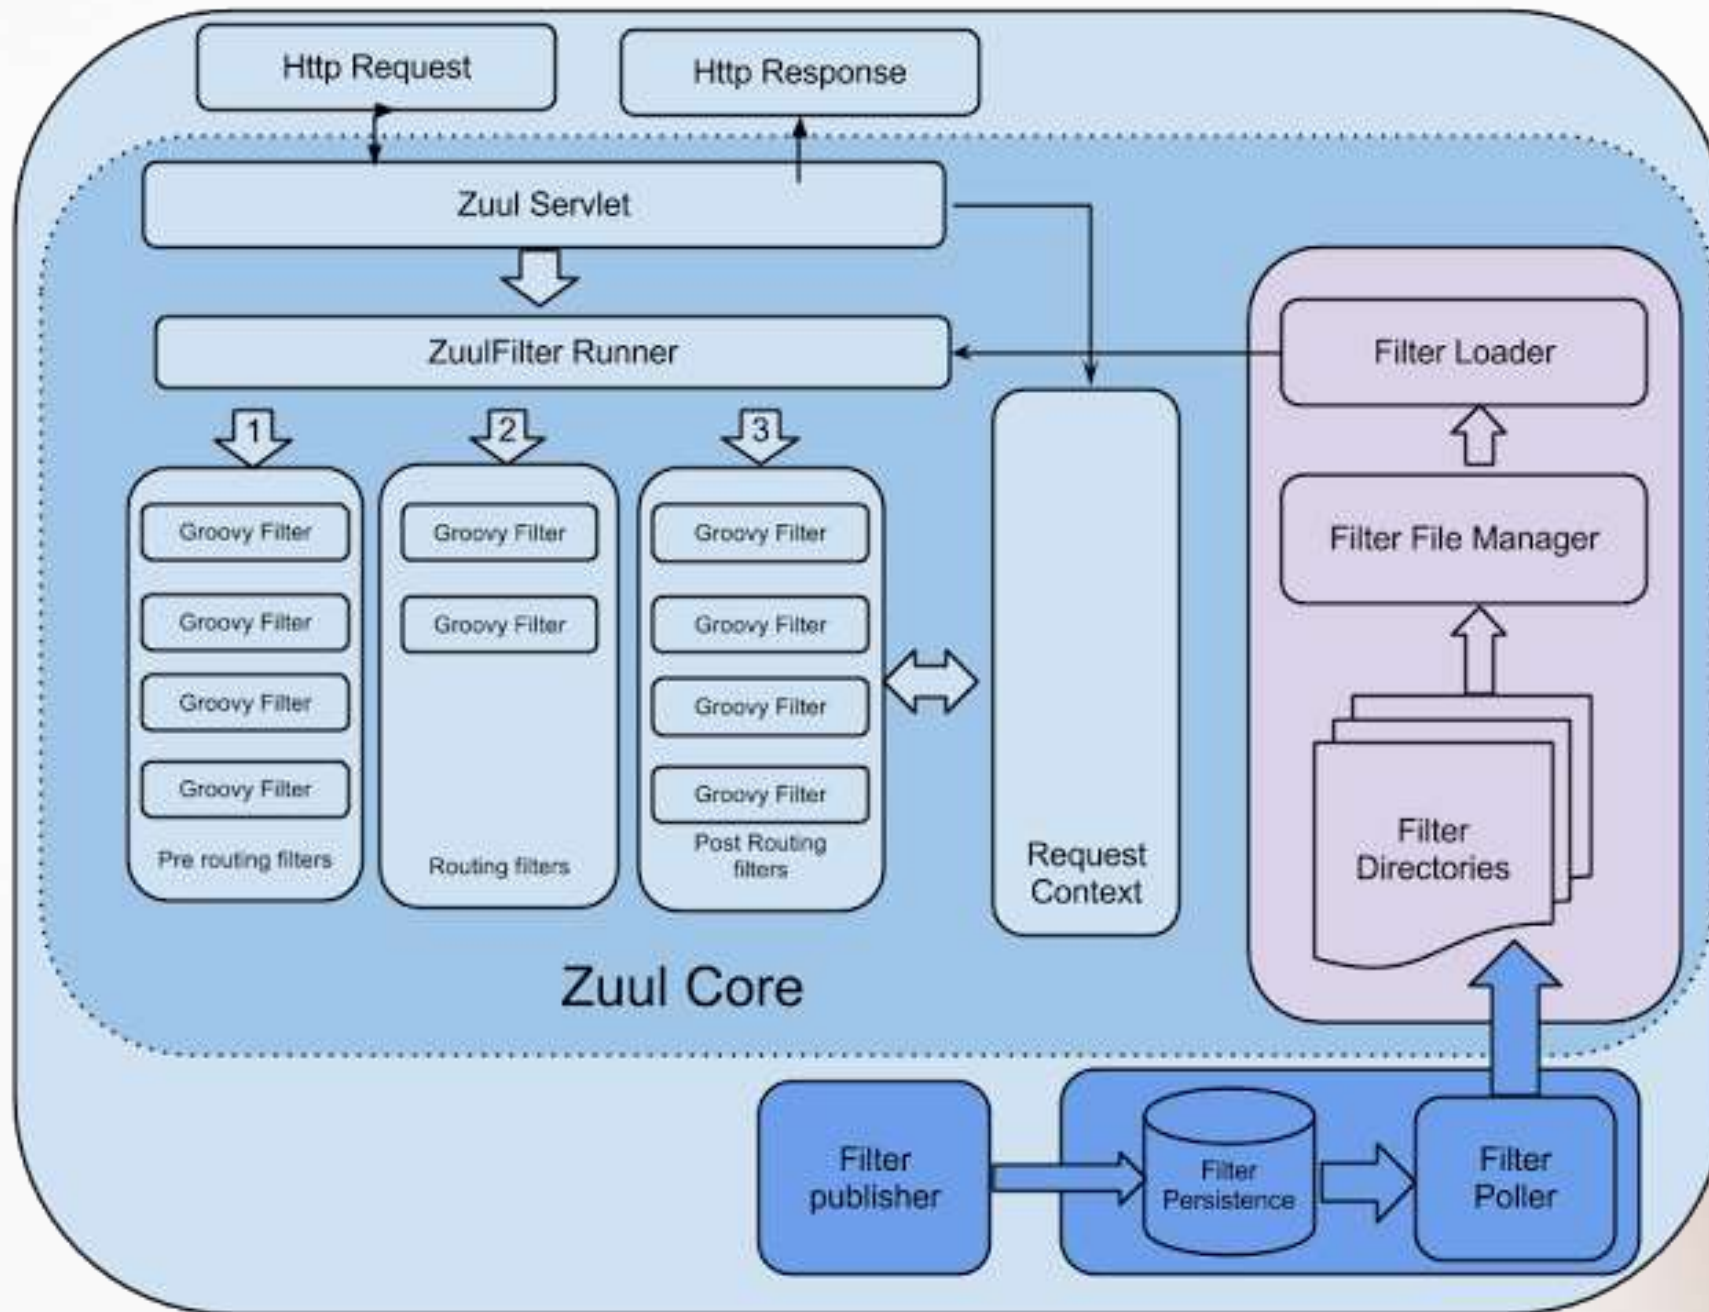 Http Request
Http Response
Zuul Servlet
ZuulFilter Runner
1
2
3
Groovy Filter
Groovy Filter
Groovy Filter
Groovy Filter
Pre routing filters
Groovy Filter
Groovy Filter
Routing filters
Groovy Filter
Groovy Filter
Groovy Filter
Groovy Filter
Post Routing
filters
Request
Context
Filter Loader
Filter File Manager
Filter
Directories
Zuul Core
Filter
publisher
Filter
Persistence
Filter
Poller